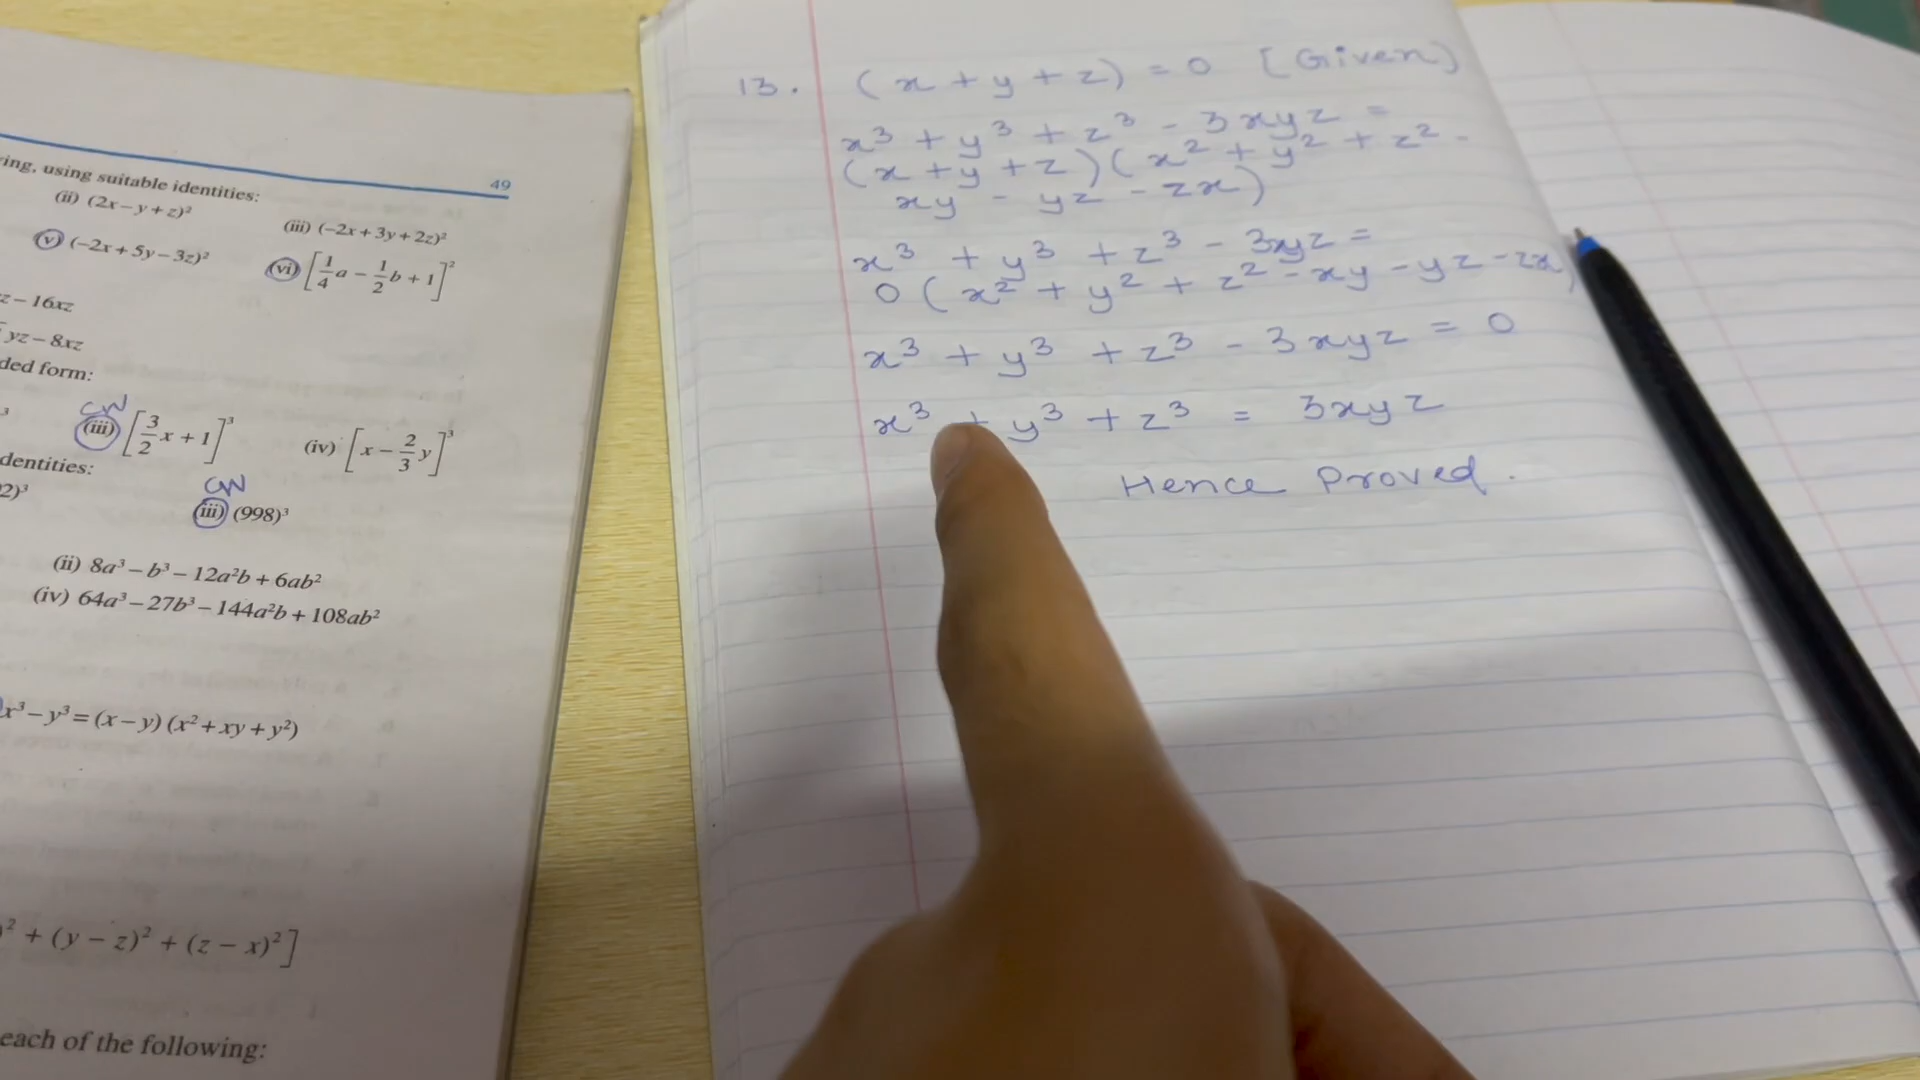 49
ing, using suitable identities:
(ii) (2x – y + z)²
(iii) (–2x + 3y + 2z)²
(v) (–2x + 5y – 3z)²
(vi) [1/4 a – 1/2 b + 1]²
z – 16xz
yz – 8xz
ded form:
CW
(iii) [3/2 x + 1]³
(iv) [x – 2/3 y]³
dentities:
2)³
CW
(iii) (998)³
(ii) 8a³ – b³ – 12a²b + 6ab²
(iv) 64a³ – 27b³ – 144a²b + 108ab²
x³ – y³ = (x – y) (x² + xy + y²)
² + (y – z)² + (z – x)²]
each of the following:
13. (x + y + z) = 0 [Given]
x³ + y³ + z³ - 3xyz =
(x + y + z) (x² + y² + z² -
xy - yz - zx)
x³ + y³ + z³ - 3xyz =
0 (x² + y² + z² - xy - yz - zx)
x³ + y³ + z³ - 3xyz = 0
x³ + y³ + z³ = 3xyz
Hence Proved.